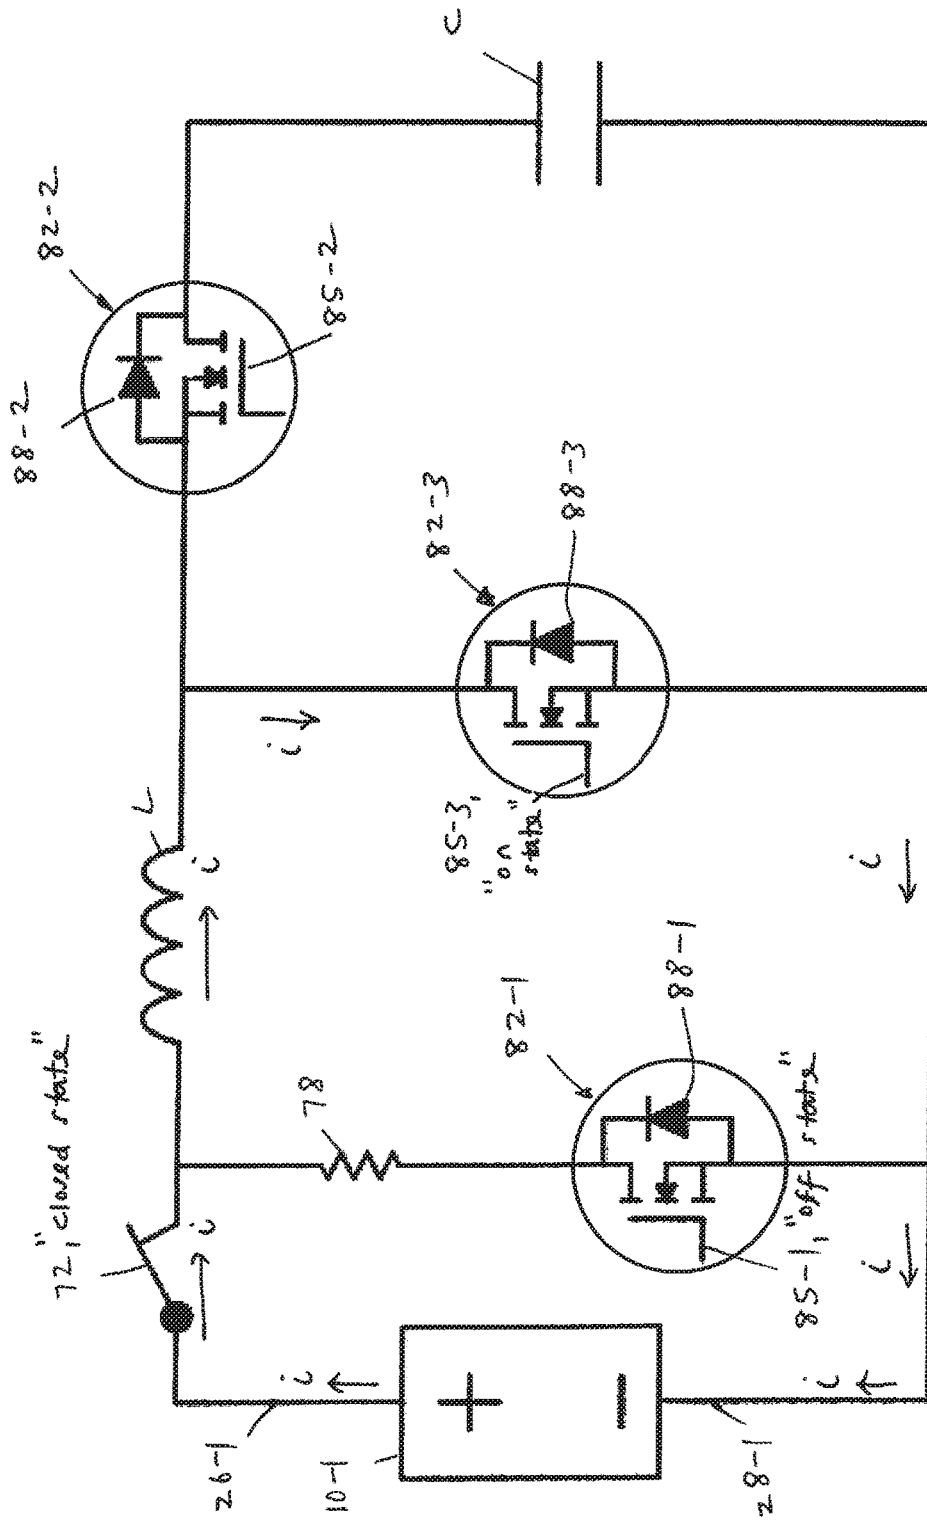 88-2
82-2
C
72, "closed state"
L
i
i
85-2
26-1
i
i
78
10-1
+
−
82-3
88-3
85-3,
"on
state"
82-1
88-1
85-1, "off state"
28-1
i
i
i